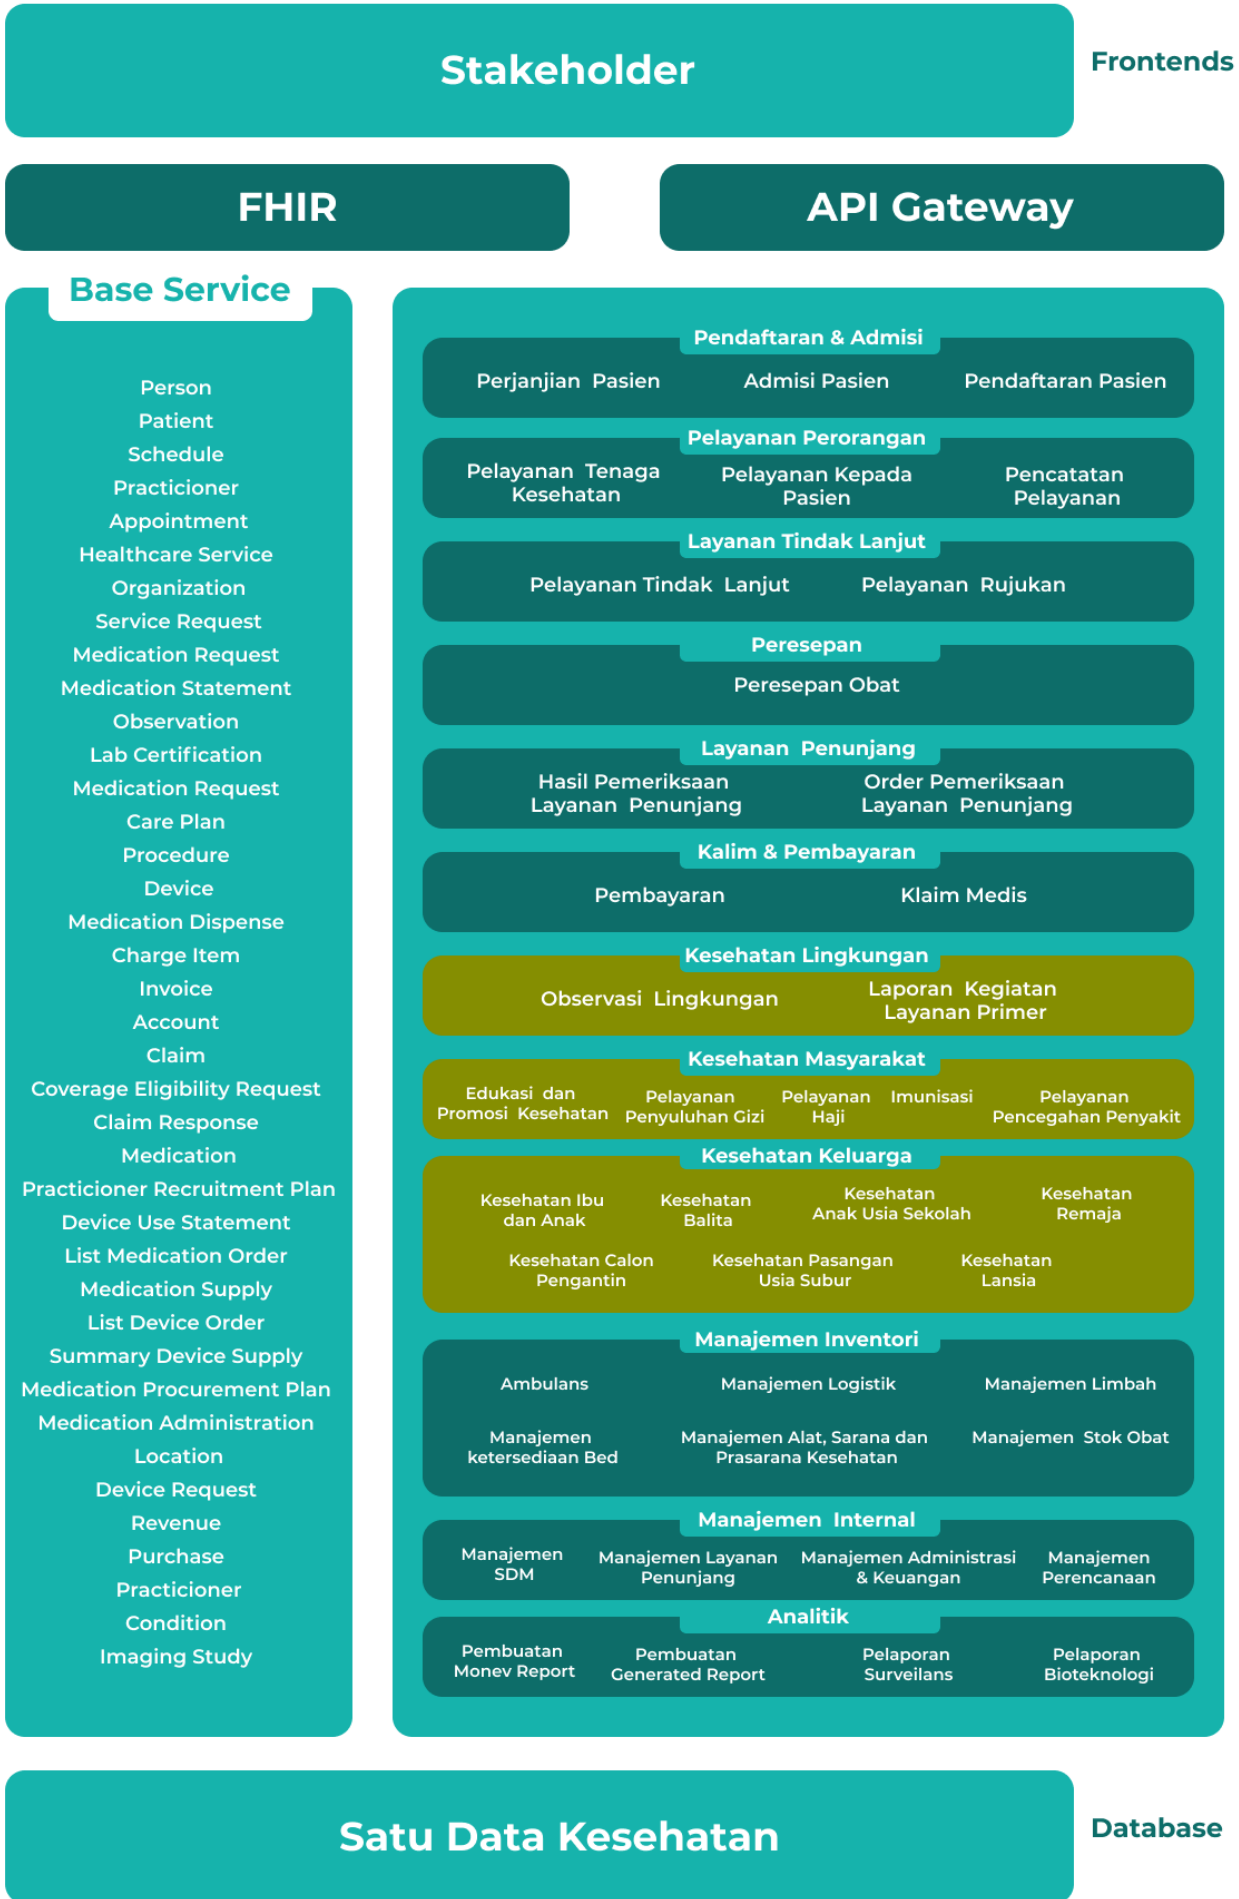 Stakeholder
Frontends
FHIR
API Gateway
Base Service
Person
Patient
Schedule
Practicioner
Appointment
Healthcare Service
Organization
Service Request
Medication Request
Medication Statement
Observation
Lab Certification
Medication Request
Care Plan
Procedure
Device
Medication Dispense
Charge Item
Invoice
Account
Claim
Coverage Eligibility Request
Claim Response
Medication
Practicioner Recruitment Plan
Device Use Statement
List Medication Order
Medication Supply
List Device Order
Summary Device Supply
Medication Procurement Plan
Medication Administration
Location
Device Request
Revenue
Purchase
Practicioner
Condition
Imaging Study
Pendaftaran & Admisi
Perjanjian Pasien
Admisi Pasien
Pendaftaran Pasien
Pelayanan Perorangan
Pelayanan Tenaga
Kesehatan
Pelayanan Kepada
Pasien
Pencatatan
Pelayanan
Layanan Tindak Lanjut
Pelayanan Tindak Lanjut
Pelayanan Rujukan
Peresepan
Peresepan Obat
Layanan Penunjang
Hasil Pemeriksaan
Layanan Penunjang
Order Pemeriksaan
Layanan Penunjang
Kalim & Pembayaran
Pembayaran
Klaim Medis
Kesehatan Lingkungan
Observasi Lingkungan
Laporan Kegiatan
Layanan Primer
Kesehatan Masyarakat
Edukasi dan
Promosi Kesehatan
Pelayanan
Penyuluhan Gizi
Pelayanan
Haji
Imunisasi
Pelayanan
Pencegahan Penyakit
Kesehatan Keluarga
Kesehatan Ibu
dan Anak
Kesehatan
Balita
Kesehatan
Anak Usia Sekolah
Kesehatan
Remaja
Kesehatan Calon
Pengantin
Kesehatan Pasangan
Usia Subur
Kesehatan
Lansia
Manajemen Inventori
Ambulans
Manajemen Logistik
Manajemen Limbah
Manajemen
ketersediaan Bed
Manajemen Alat, Sarana dan
Prasarana Kesehatan
Manajemen Stok Obat
Manajemen Internal
Manajemen
SDM
Manajemen Layanan
Penunjang
Manajemen Administrasi
& Keuangan
Manajemen
Perencanaan
Analitik
Pembuatan
Monev Report
Pembuatan
Generated Report
Pelaporan
Surveilans
Pelaporan
Bioteknologi
Satu Data Kesehatan
Database